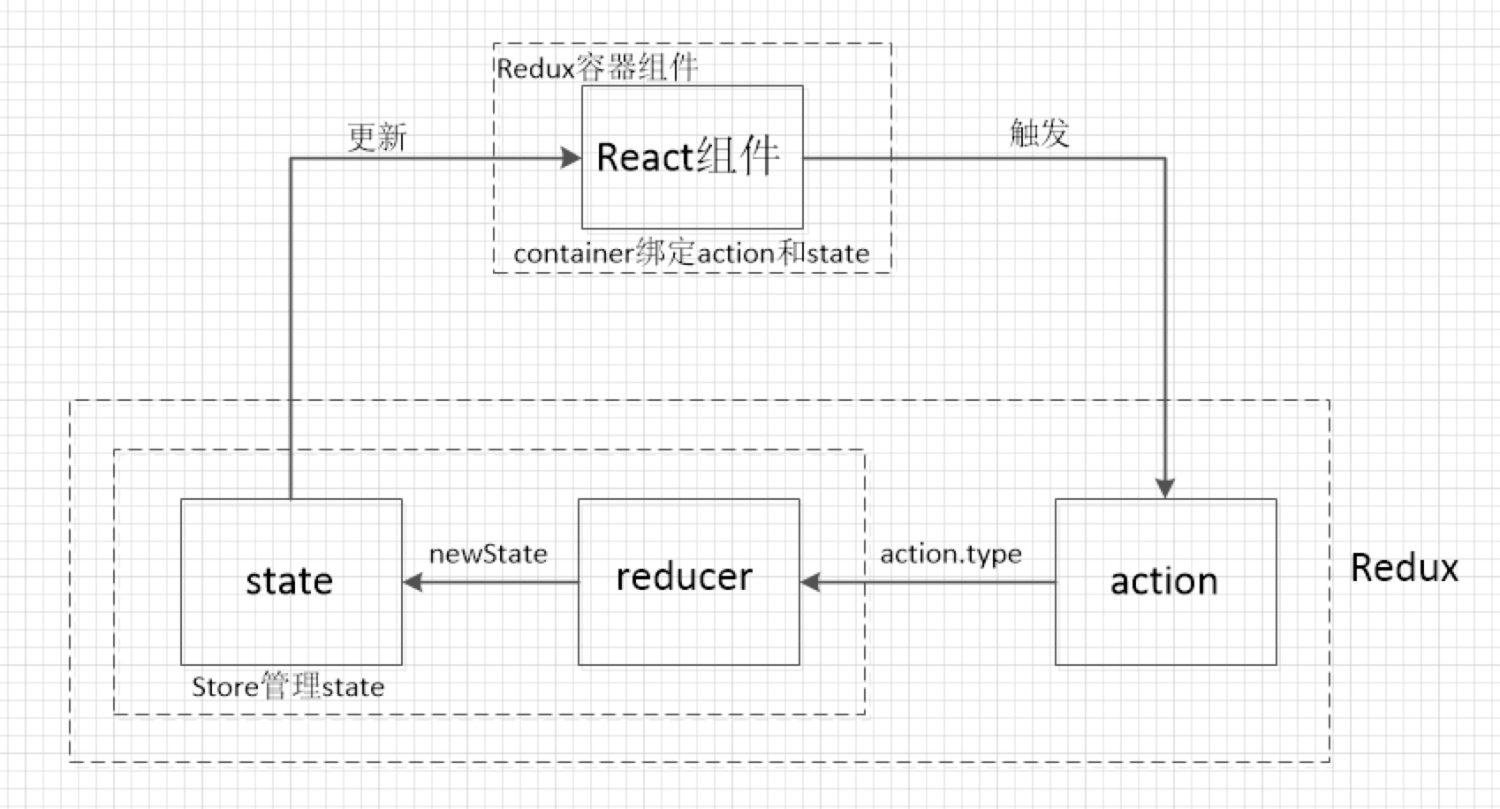 Redux容器组件
更新
React组件
触发
container绑定action和state
newState
action.type
state
reducer
action
Redux
Store管理state